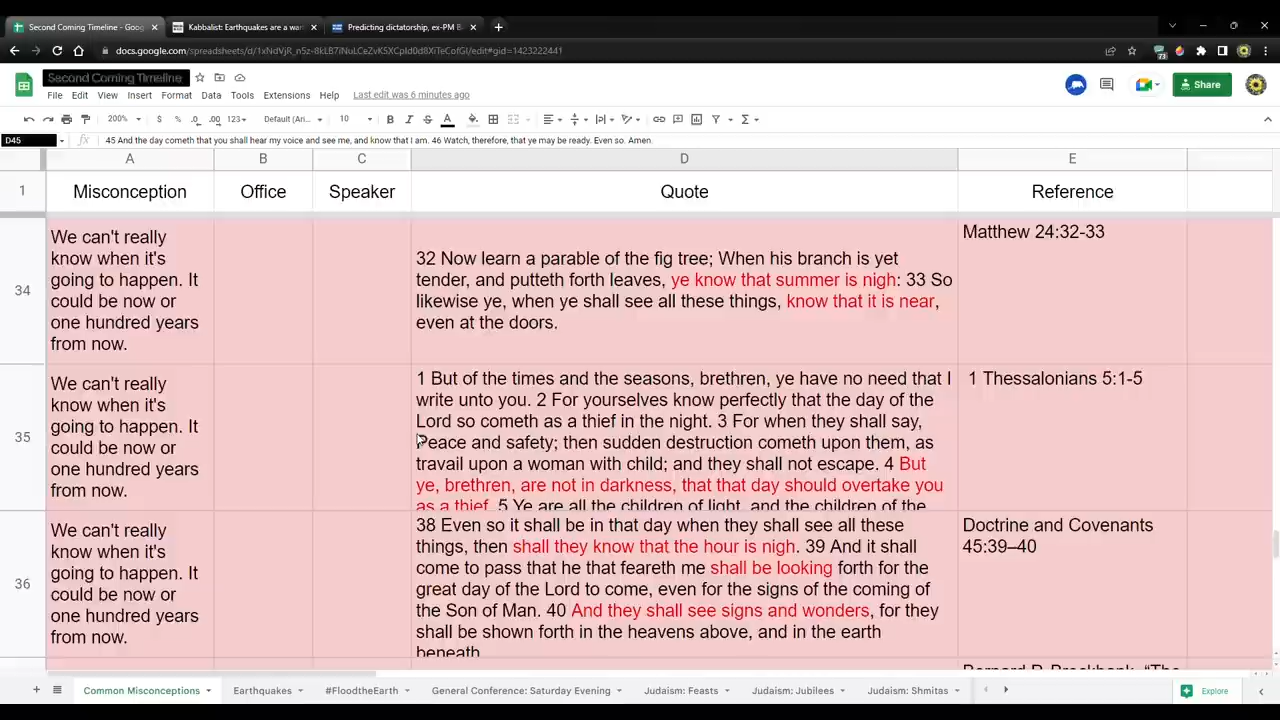 Second Coming Timeline - Goog
Kabbalist: Earthquakes are a war
Predicting dictatorship, ex-PM B
docs.google.com/spreadsheets/d/1xNdVjR_n5z-8kLB7iNuLCeZvK5XCpId0d8XiTeCofGI/edit#gid=1423222441
73
Second Coming Timeline
File Edit View Insert Format Data Tools Extensions Help Last edit was 6 minutes ago
Share
200% $ % .0 .00 123 Default (Ari... 10
D45 fx 45 And the day cometh that you shall hear my voice and see me, and know that I am. 46 Watch, therefore, that ye may be ready. Even so. Amen.
A B C D E
1 Misconception Office Speaker Quote Reference
34
We can't really
know when it's
going to happen. It
could be now or
one hundred years
from now.
32 Now learn a parable of the fig tree; When his branch is yet
tender, and putteth forth leaves, ye know that summer is nigh: 33 So
likewise ye, when ye shall see all these things, know that it is near,
even at the doors.
Matthew 24:32-33
35
We can't really
know when it's
going to happen. It
could be now or
one hundred years
from now.
1 But of the times and the seasons, brethren, ye have no need that I
write unto you. 2 For yourselves know perfectly that the day of the
Lord so cometh as a thief in the night. 3 For when they shall say,
Peace and safety; then sudden destruction cometh upon them, as
travail upon a woman with child; and they shall not escape. 4 But
ye, brethren, are not in darkness, that that day should overtake you
as a thief. 5 Ye are all the children of light, and the children of the
1 Thessalonians 5:1-5
36
We can't really
know when it's
going to happen. It
could be now or
one hundred years
from now.
38 Even so it shall be in that day when they shall see all these
things, then shall they know that the hour is nigh. 39 And it shall
come to pass that he that feareth me shall be looking forth for the
great day of the Lord to come, even for the signs of the coming of
the Son of Man. 40 And they shall see signs and wonders, for they
shall be shown forth in the heavens above, and in the earth
beneath
Doctrine and Covenants
45:39–40
Common Misconceptions Earthquakes #FloodtheEarth General Conference: Saturday Evening Judaism: Feasts Judaism: Jubilees Judaism: Shmitas
Explore